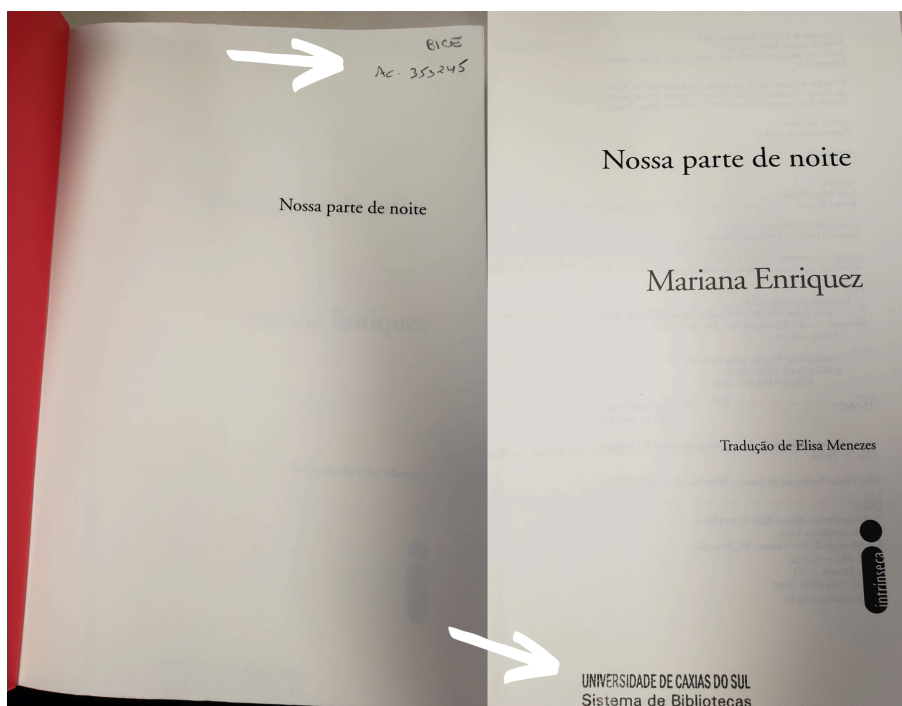 BICE
Ac. 353245
Nossa parte de noite
Nossa parte de noite
Mariana Enriquez
Tradução de Elisa Menezes
intrínseca
UNIVERSIDADE DE CAXIAS DO SUL
Sistema de Bibliotecas